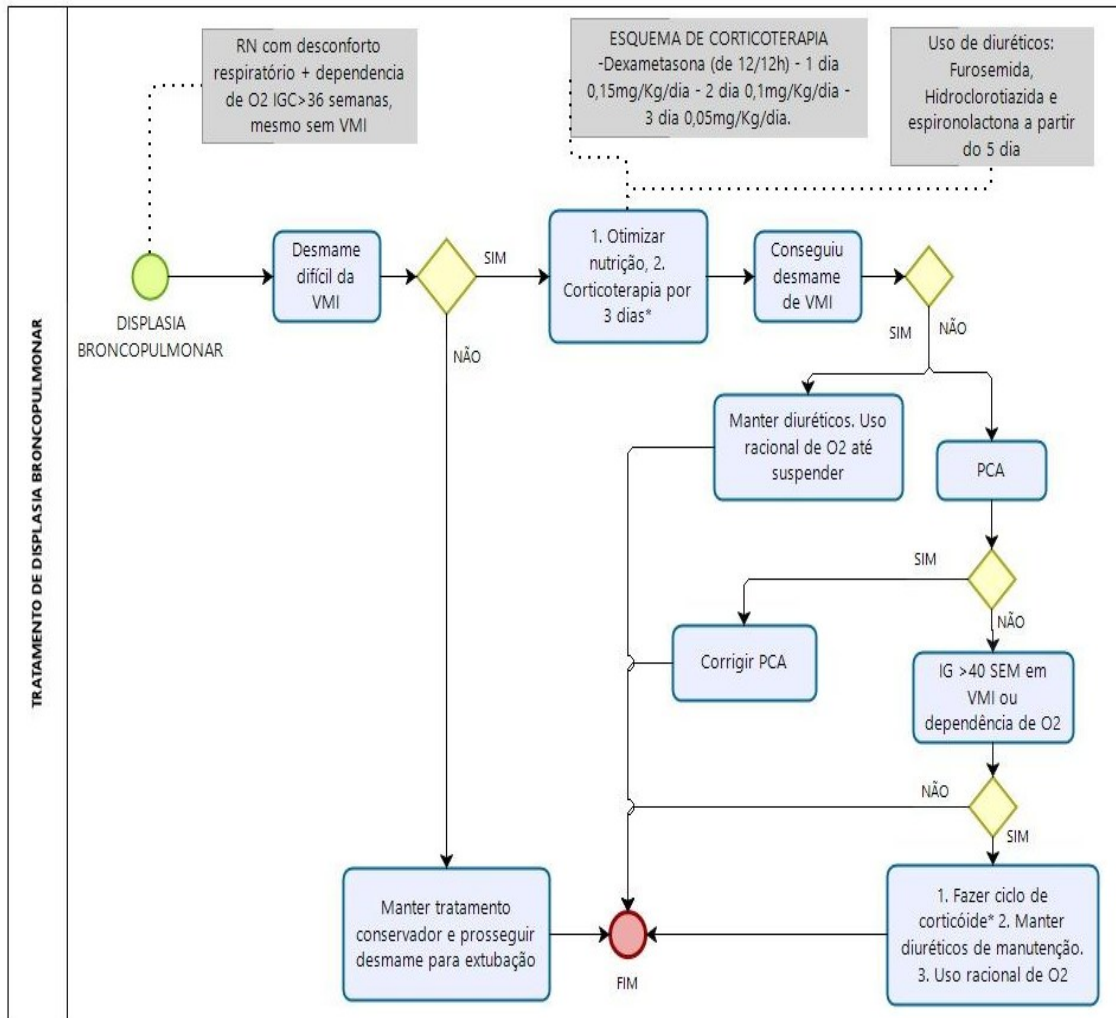 TRATAMENTO DE DISPLASIA BRONCOPULMONAR
RN com desconforto
respiratório + dependencia
de O2 IGC>36 semanas,
mesmo sem VMI
ESQUEMA DE CORTICOTERAPIA
-Dexametasona (de 12/12h) - 1 dia
0,15mg/Kg/dia - 2 dia 0,1mg/Kg/dia -
3 dia 0,05mg/Kg/dia.
Uso de diuréticos:
Furosemida,
Hidroclorotiazida e
espironolactona a partir
do 5 dia
DISPLASIA
BRONCOPULMONAR
Desmame
difícil da
VMI
SIM
NÃO
1. Otimizar
nutrição, 2.
Corticoterapia por
3 dias*
Conseguiu
desmame
de VMI
SIM
NÃO
Manter diuréticos. Uso
racional de O2 até
suspender
PCA
SIM
NÃO
Corrigir PCA
IG >40 SEM em
VMI ou
dependência de O2
NÃO
SIM
Manter tratamento
conservador e prosseguir
desmame para extubação
FIM
1. Fazer ciclo de
corticóide* 2. Manter
diuréticos de manutenção.
3. Uso racional de O2